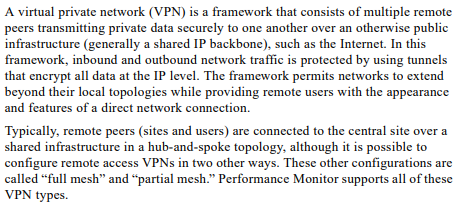 A virtual private network (VPN) is a framework that consists of multiple remote
peers transmitting private data securely to one another over an otherwise public
infrastructure (generally a shared IP backbone), such as the Internet. In this
framework, inbound and outbound network traffic is protected by using tunnels
that encrypt all data at the IP level. The framework permits networks to extend
beyond their local topologies while providing remote users with the appearance
and features of a direct network connection.
Typically, remote peers (sites and users) are connected to the central site over a
shared infrastructure in a hub-and-spoke topology, although it is possible to
configure remote access VPNs in two other ways. These other configurations are
called “full mesh” and “partial mesh.” Performance Monitor supports all of these
VPN types.